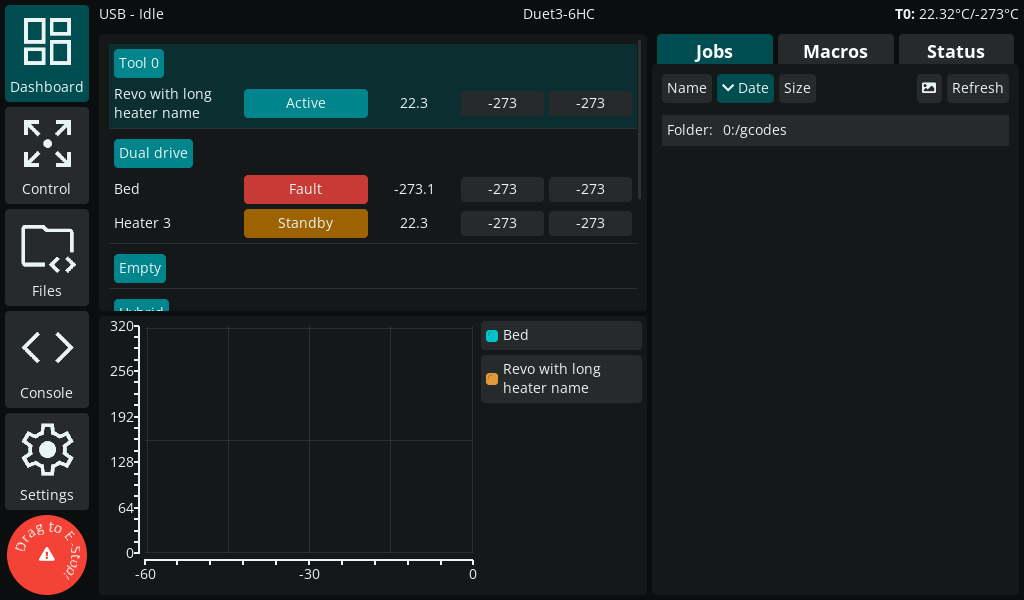 USB - Idle
Duet3-6HC
T0: 22.32°C/-273°C
Dashboard
Control
Files
Console
Settings
Drag to E-Stop!
Tool 0
Revo with long
heater name
Active
22.3
-273
-273
Dual drive
Bed
Fault
-273.1
-273
-273
Heater 3
Standby
22.3
-273
-273
Empty
Hybrid
320
256
192
128
64
0
-60
-30
0
Bed
Revo with long
heater name
Jobs
Macros
Status
Name
Date
Size
Refresh
Folder: 0:/gcodes